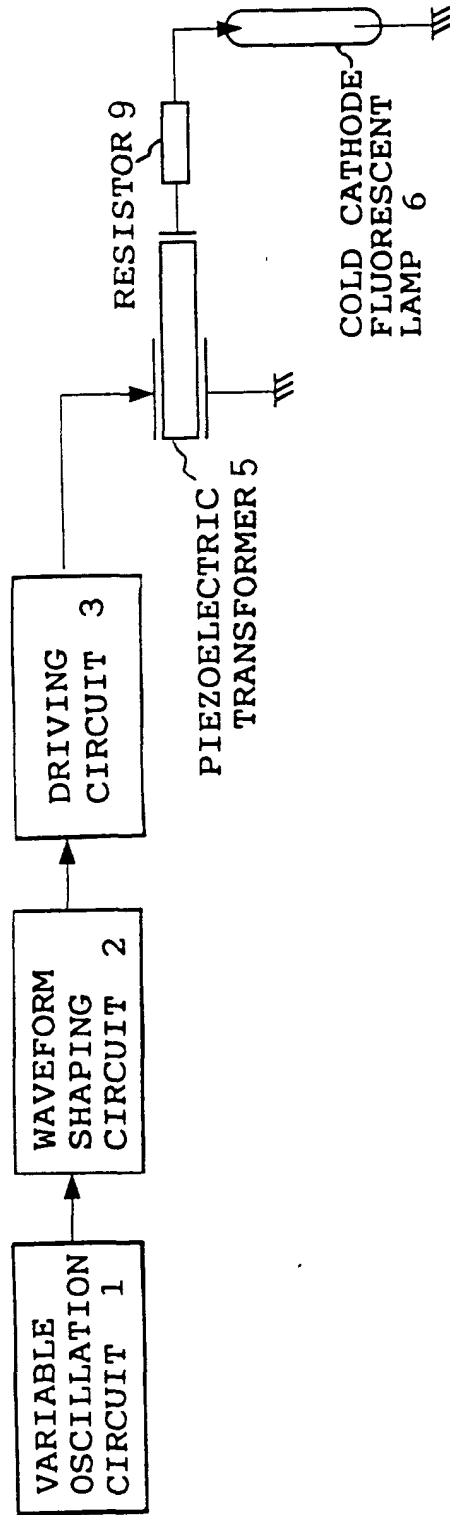 VARIABLE
OSCILLATION
CIRCUIT 1
WAVEFORM
SHAPING
CIRCUIT 2
DRIVING
CIRCUIT 3
PIEZOELECTRIC
TRANSFORMER 5
RESISTOR 9
COLD CATHODE
FLUORESCENT
LAMP 6